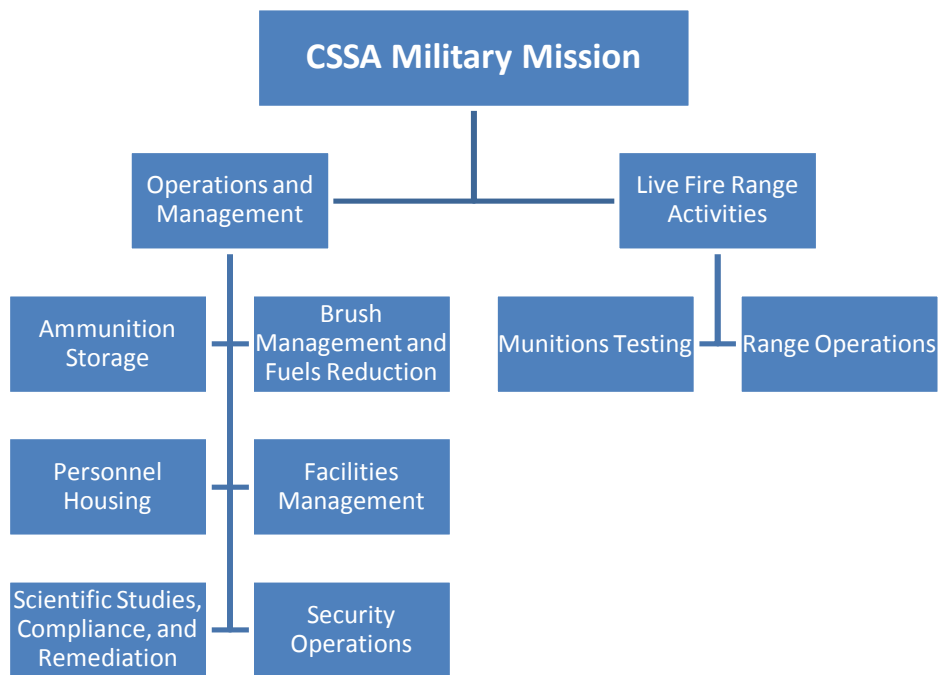 CSSA Military Mission
Operations and
Management
Live Fire Range
Activities
Ammunition
Storage
Brush
Management and
Fuels Reduction
Munitions Testing
Range Operations
Personnel
Housing
Facilities
Management
Scientific Studies,
Compliance, and
Remediation
Security
Operations